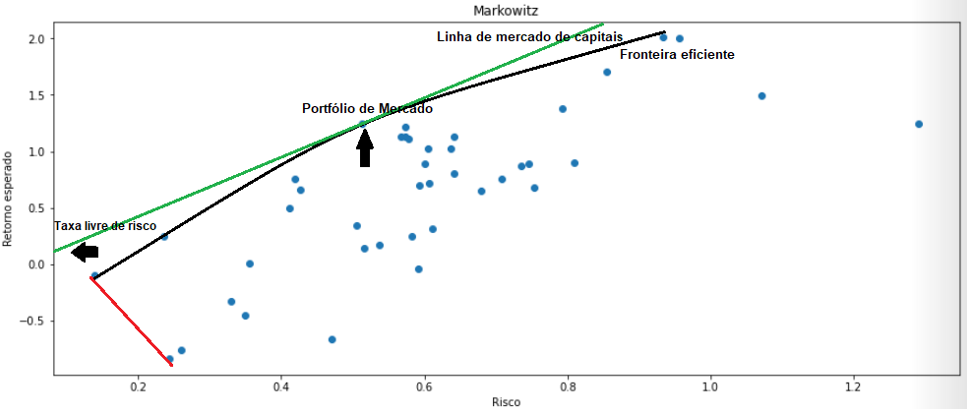 Markowitz
Linha de mercado de capitais
Fronteira eficiente
Portfólio de Mercado
Taxa livre de risco
Retorno esperado
2.0
1.5
1.0
0.5
0.0
−0.5
0.2
0.4
0.6
0.8
1.0
1.2
Risco